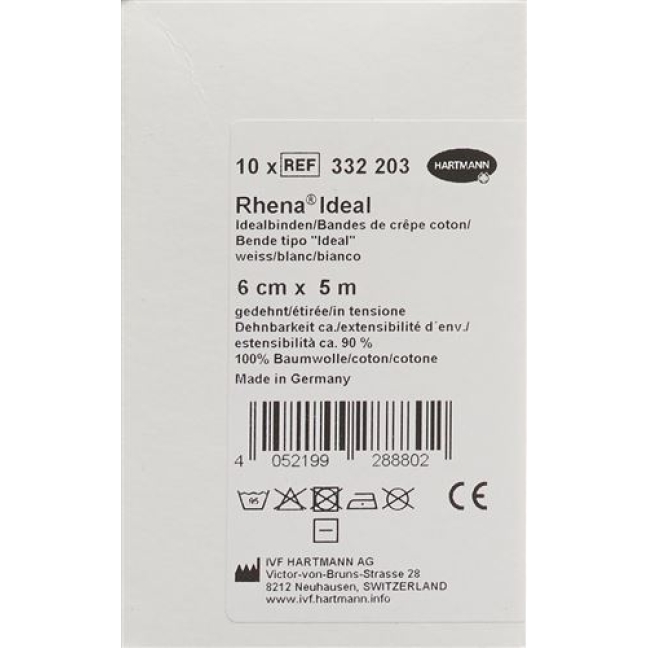 10 x REF 332 203 HARTMANN
Rhena® Ideal
Idealbinden/Bandes de crêpe coton/
Bende tipo "Ideal"
weiss/blanc/bianco
6 cm x 5 m
gedehnt/étirée/in tensione
Dehnbarkeit ca./extensibilité d´env./
estensibilità ca. 90 %
100% Baumwolle/coton/cotone
Made in Germany
4 052199 288802
95 CE
IVF HARTMANN AG
Victor-von-Bruns-Strasse 28
8212 Neuhausen, SWITZERLAND
www.ivf.hartmann.info